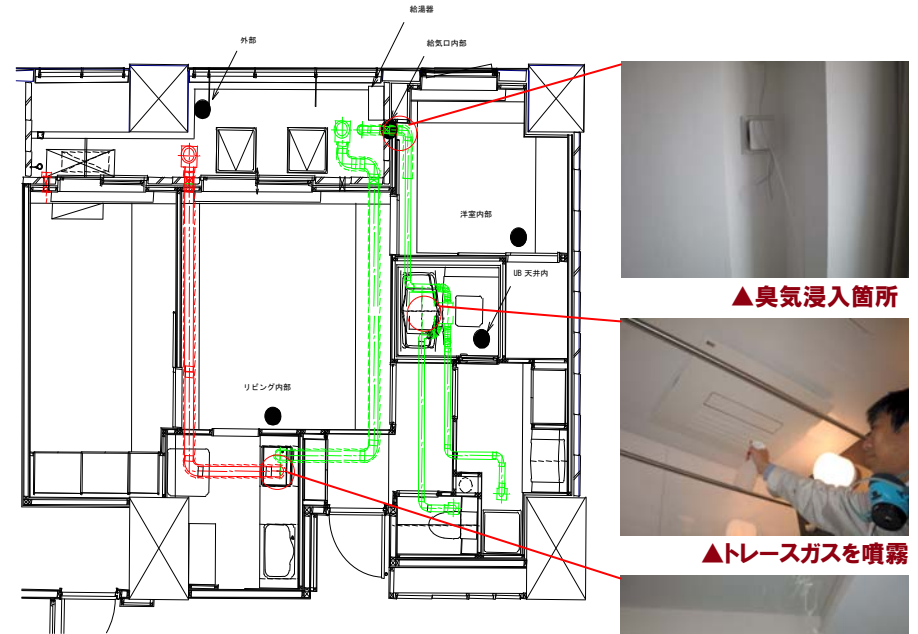 給湯器
外部
給気口内部
洋室内部
UB 天井内
リビング内部
▲臭気浸入箇所
▲トレースガスを噴霧